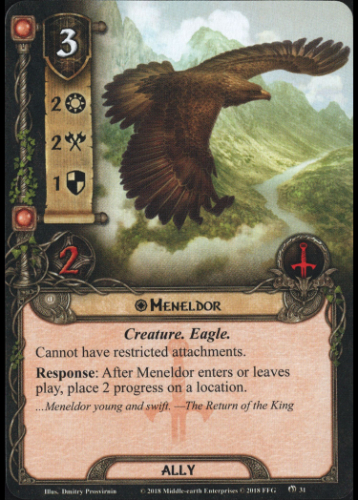 3
2
2
1
2
MENELDOR
Creature. Eagle.
Cannot have restricted attachments.
Response: After Meneldor enters or leaves
play, place 2 progress on a location.
...Meneldor young and swift. —The Return of the King
ALLY
Illus. Dmitry Prosvirnin © 2018 Middle-earth Enterprises © 2018 FFG 31